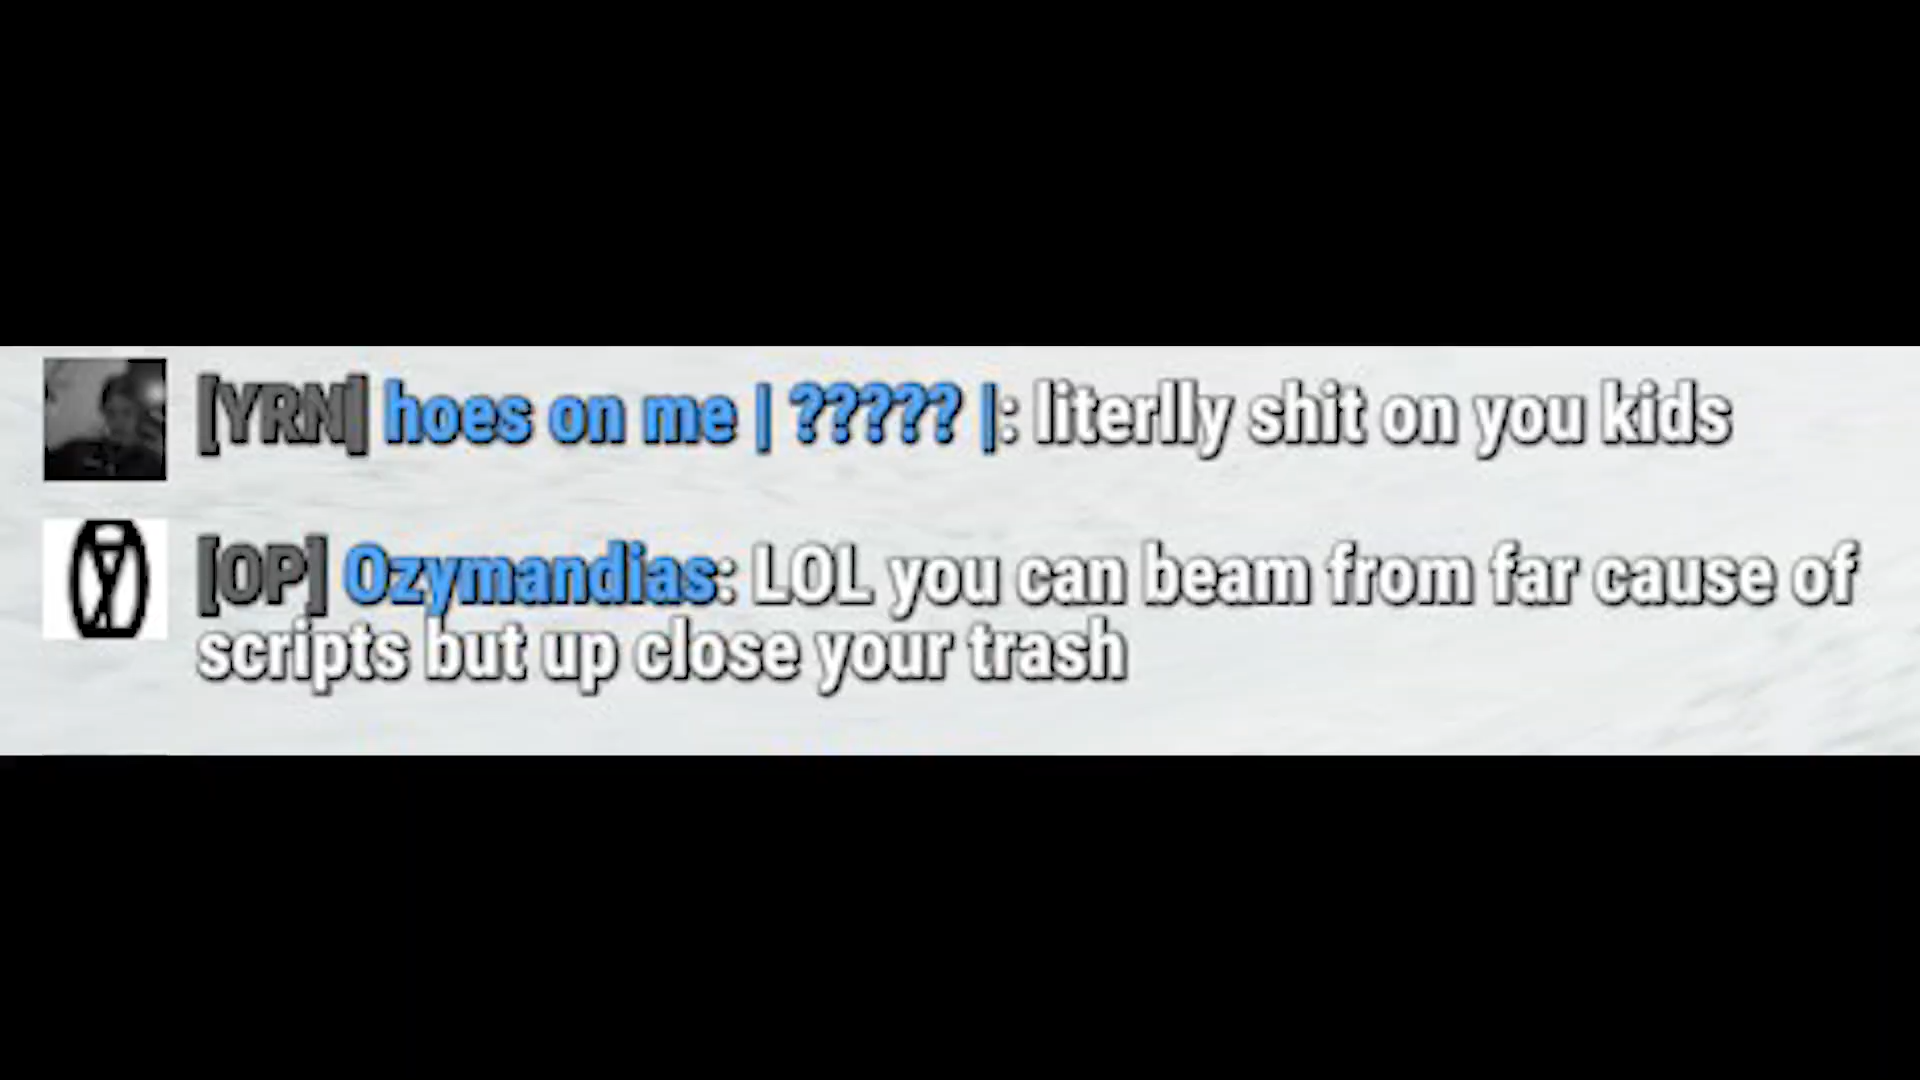 [YRN] hoes on me | ????? |: literlly shit on you kids
[OP] Ozymandias: LOL you can beam from far cause of
scripts but up close your trash